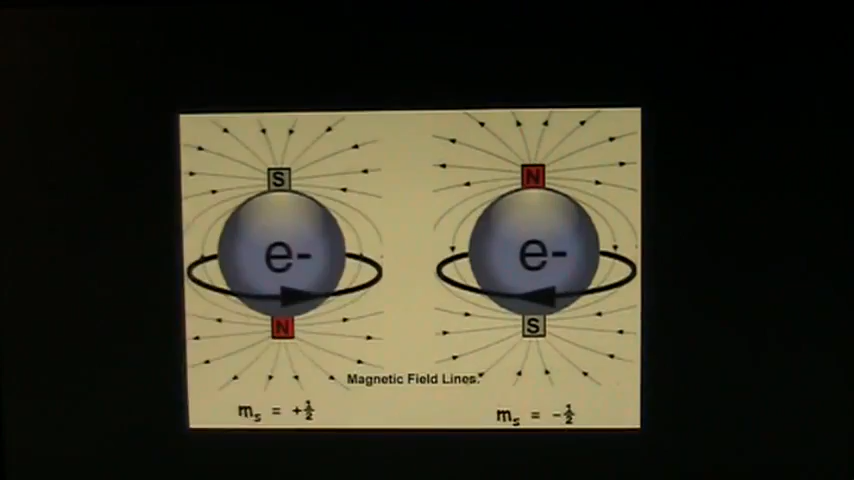 S N
e- e-
N S
Magnetic Field Lines.
mₛ = +½ mₛ = -½